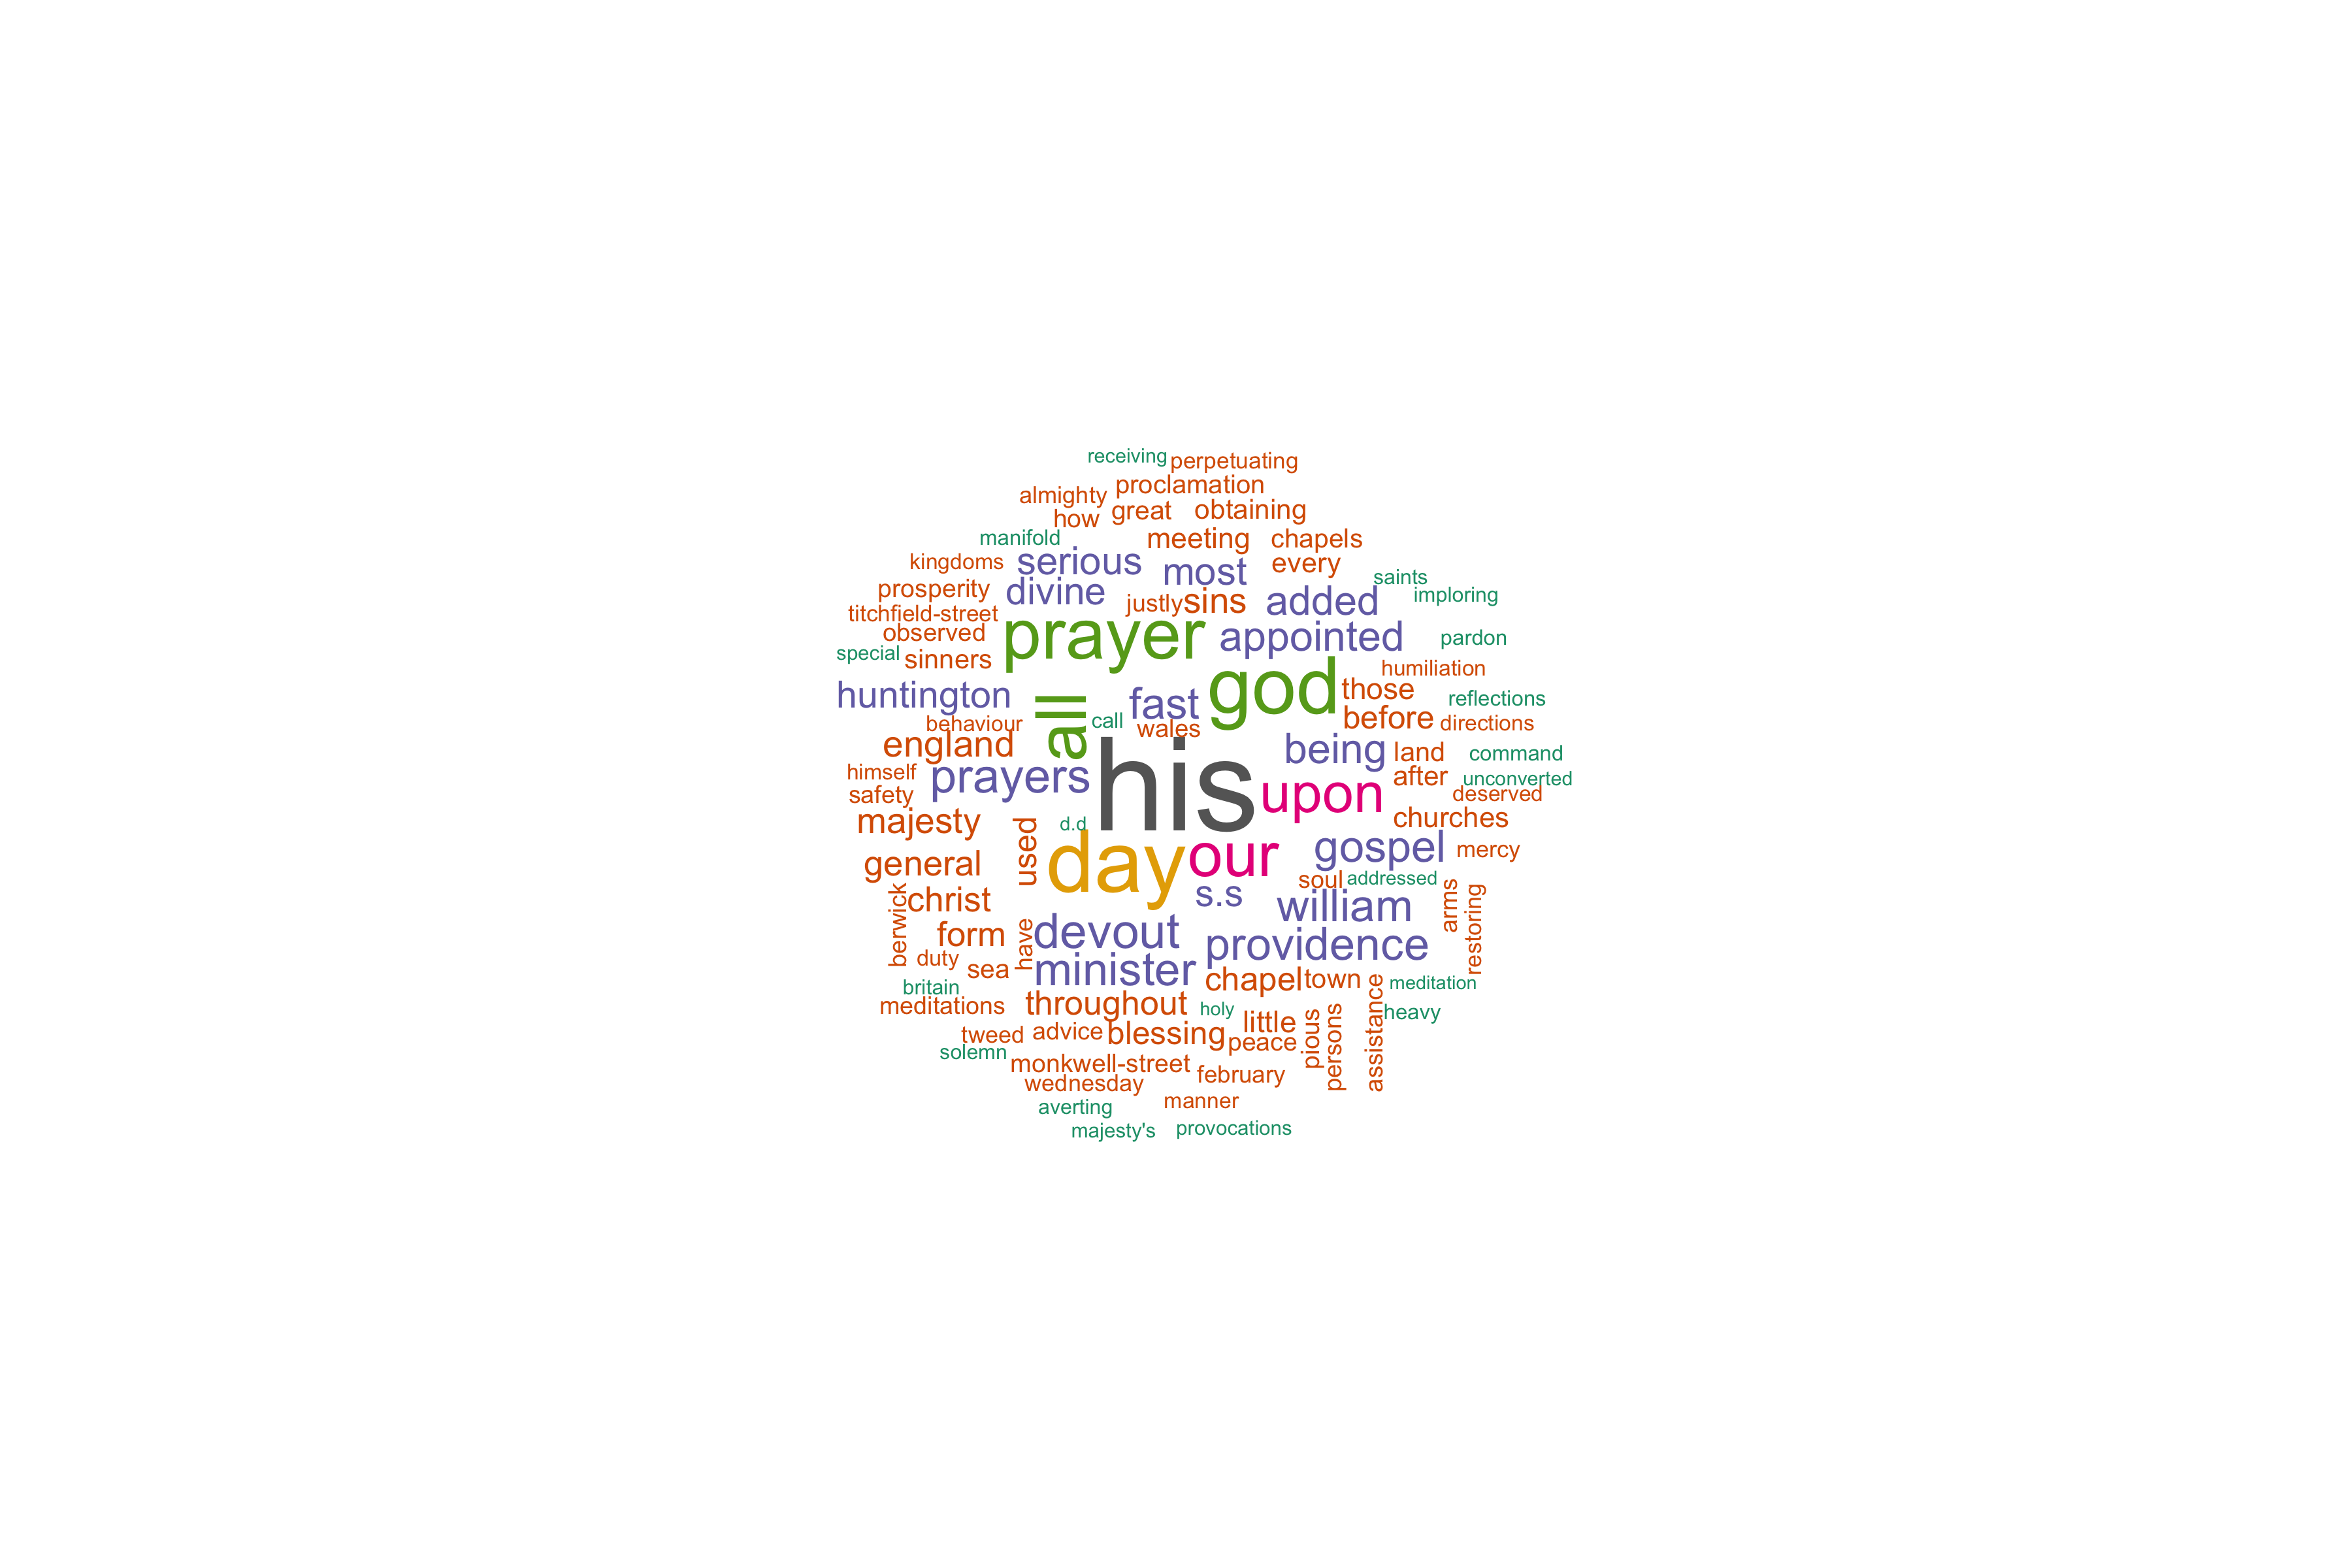 receiving perpetuating
almighty proclamation
how great obtaining
manifold meeting chapels
kingdoms serious most every
prosperity divine justly sins added saints imploring
titchfield-street
observed prayer appointed pardon
special sinners god humiliation
huntington all fast those reflections
behaviour call wales before directions
england being land command
himself prayers his upon after unconverted
safety deserved
majesty d.d churches
general used day our gospel mercy
soul addressed
berwick christ s.s william arms restoring
form have devout providence
duty sea minister chapel town assistance meditation
britain
meditations throughout holy little pious persons heavy
tweed advice blessing peace
solemn monkwell-street february
wednesday
averting manner
majesty's provocations